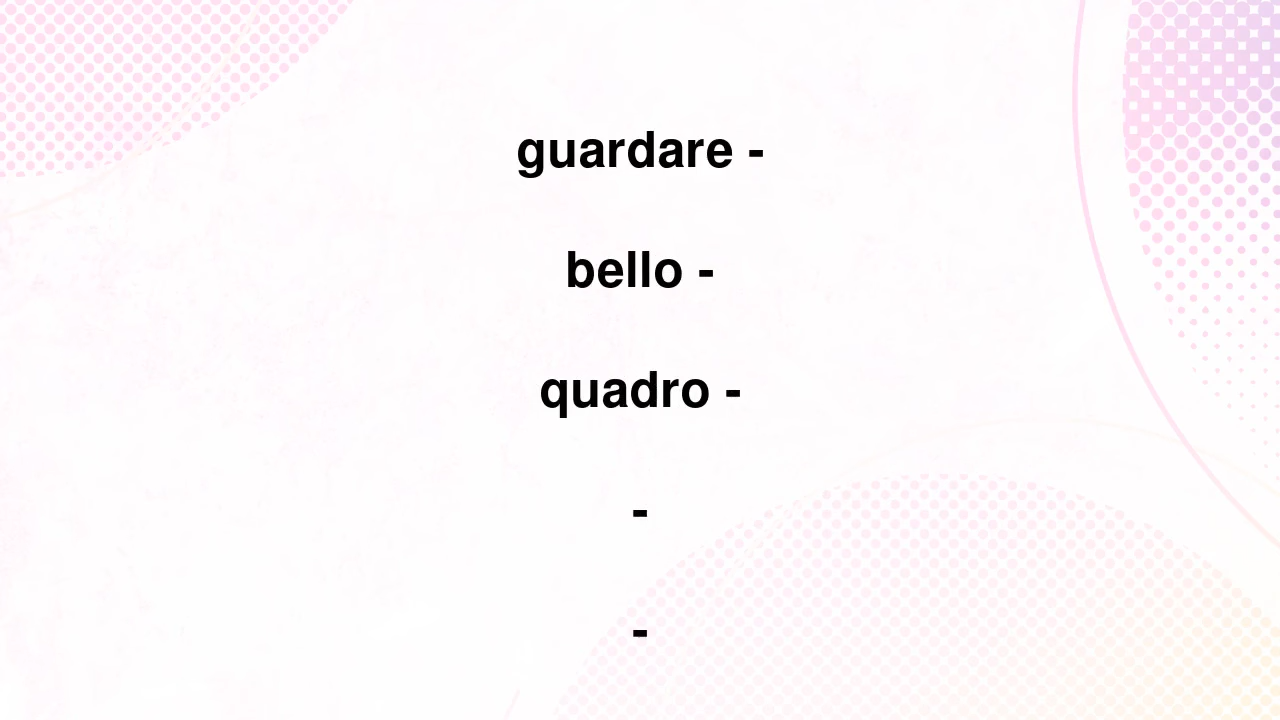 guardare -
bello -
quadro -
-
-